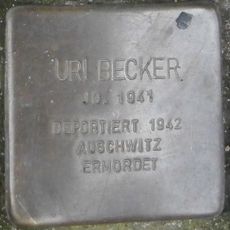 URI BECKER
JG. 1941
DEPORTIERT 1942
AUSCHWITZ
ERMORDET